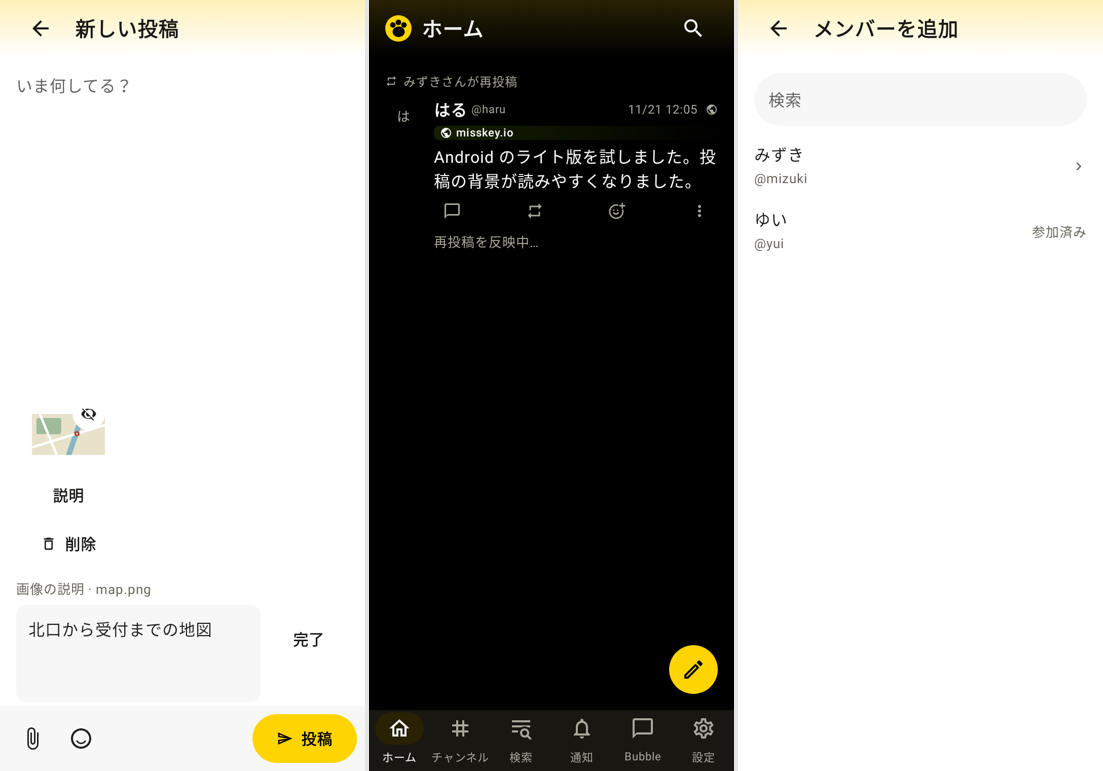 新しい投稿
いま何してる？
説明
削除
画像の説明 · map.png
北口から受付までの地図
完了
投稿
ホーム
みずきさんが再投稿
は
はる @haru 11/21 12:05
misskey.io
Android のライト版を試しました。投
稿の背景が読みやすくなりました。
再投稿を反映中…
ホーム
チャンネル
検索
通知
Bubble
設定
メンバーを追加
検索
みずき
@mizuki
ゆい
@yui
参加済み